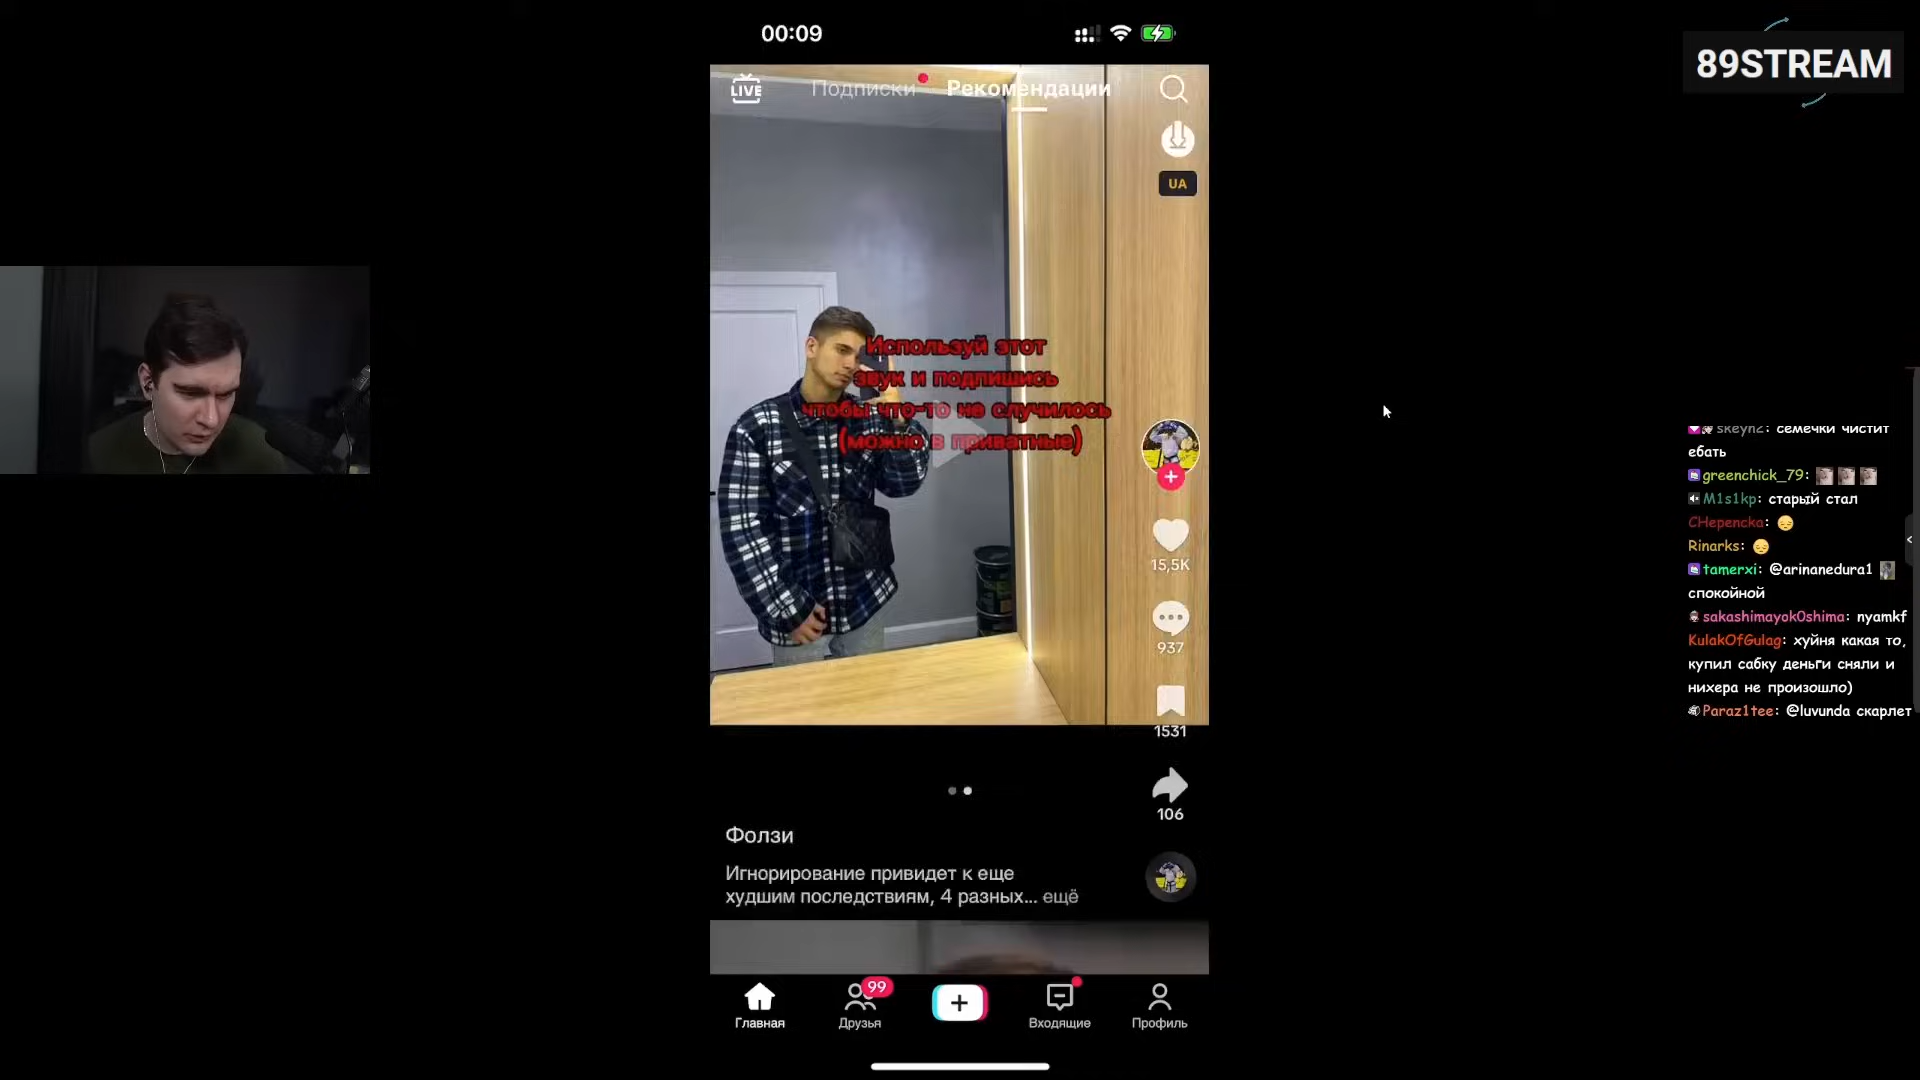 00:09
89STREAM
LIVE
Подписки
Рекомендации
UA
Используй этот
звук и подпишись
чтобы что-то не случилось
(можно в приватные)
15,5K
937
1531
106
Фолзи
Игнорирование привидет к еще
худшим последствиям, 4 разных... ещё
Главная
99
Друзья
Входящие
Профиль
skeynz: семечки чистит
ебать
greenchick_79:
M1s1kp: старый стал
CHepencka:
Rinarks:
tamerxi: @arinanedura1
спокойной
sakashimayok0shima: nyamkf
KulakOfGulag: хуйня какая то,
купил сабку деньги сняли и
нихера не произошло)
Paraz1tee: @luvunda скарлет